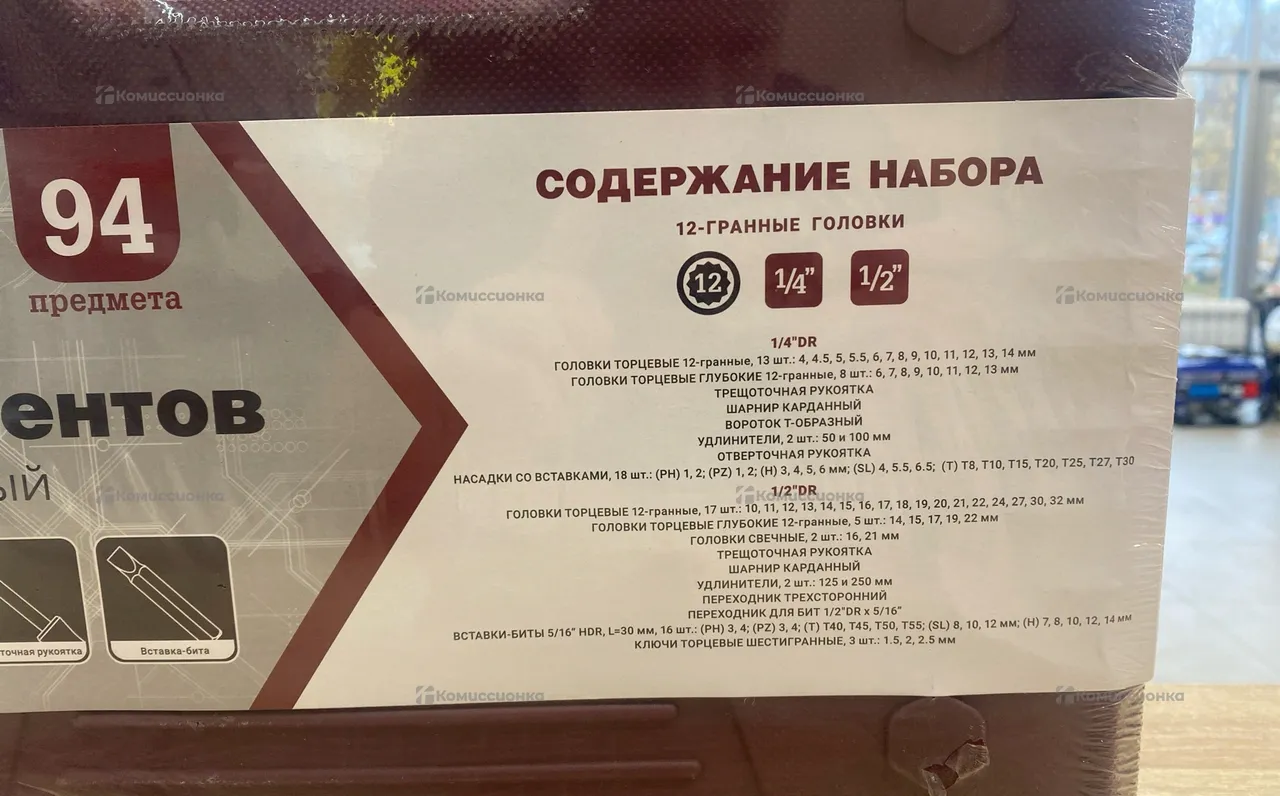 94
предмета
ентов
ый
точная рукоятка
Вставка-бита
СОДЕРЖАНИЕ НАБОРА
12-ГРАННЫЕ ГОЛОВКИ
12 1/4” 1/2”
1/4"DR
ГОЛОВКИ ТОРЦЕВЫЕ 12-гранные, 13 шт.: 4, 4.5, 5, 5.5, 6, 7, 8, 9, 10, 11, 12, 13, 14 мм
ГОЛОВКИ ТОРЦЕВЫЕ ГЛУБОКИЕ 12-гранные, 8 шт.: 6, 7, 8, 9, 10, 11, 12, 13 мм
ТРЕЩОТОЧНАЯ РУКОЯТКА
ШАРНИР КАРДАННЫЙ
ВОРОТОК Т-ОБРАЗНЫЙ
УДЛИНИТЕЛИ, 2 шт.: 50 и 100 мм
ОТВЕРТОЧНАЯ РУКОЯТКА
НАСАДКИ СО ВСТАВКАМИ, 18 шт.: (PH) 1, 2; (PZ) 1, 2; (H) 3, 4, 5, 6 мм; (SL) 4, 5.5, 6.5; (T) T8, T10, T15, T20, T25, T27, T30
1/2"DR
ГОЛОВКИ ТОРЦЕВЫЕ 12-гранные, 17 шт.: 10, 11, 12, 13, 14, 15, 16, 17, 18, 19, 20, 21, 22, 24, 27, 30, 32 мм
ГОЛОВКИ ТОРЦЕВЫЕ ГЛУБОКИЕ 12-гранные, 5 шт.: 14, 15, 17, 19, 22 мм
ГОЛОВКИ СВЕЧНЫЕ, 2 шт.: 16, 21 мм
ТРЕЩОТОЧНАЯ РУКОЯТКА
ШАРНИР КАРДАННЫЙ
УДЛИНИТЕЛИ, 2 шт.: 125 и 250 мм
ПЕРЕХОДНИК ТРЕХСТОРОННИЙ
ПЕРЕХОДНИК ДЛЯ БИТ 1/2"DR x 5/16”
ВСТАВКИ-БИТЫ 5/16” HDR, L=30 мм, 16 шт.: (PH) 3, 4; (PZ) 3, 4; (T) T40, T45, T50, T55; (SL) 8, 10, 12 мм; (H) 7, 8, 10, 12, 14 мм
КЛЮЧИ ТОРЦЕВЫЕ ШЕСТИГРАННЫЕ, 3 шт.: 1.5, 2, 2.5 мм
Комиссионка
Комиссионка
Комиссионка
Комиссионка
Комиссионка
Комиссионка
Комиссионка
Комиссионка